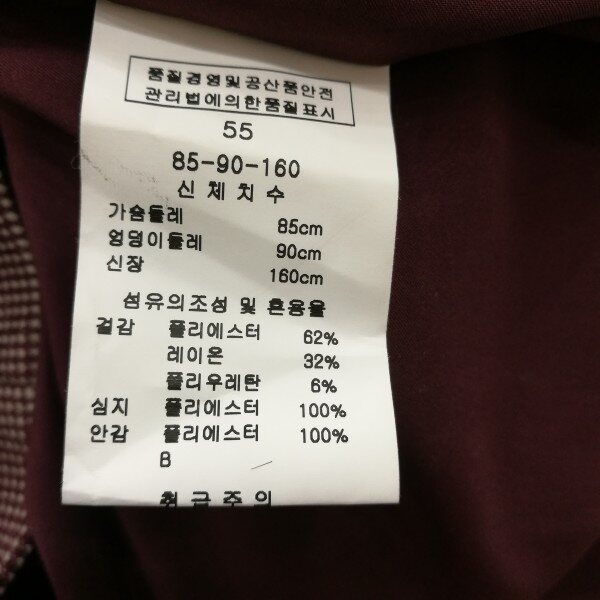 품질경영및공산품안전
관리법에의한품질표시
55
85-90-160
신체치수
가슴둘레 85cm
엉덩이둘레 90cm
신장 160cm
섬유의조성 및 혼용율
겉감 폴리에스터 62%
레이온 32%
폴리우레탄 6%
심지 폴리에스터 100%
안감 폴리에스터 100%
B
취급주의